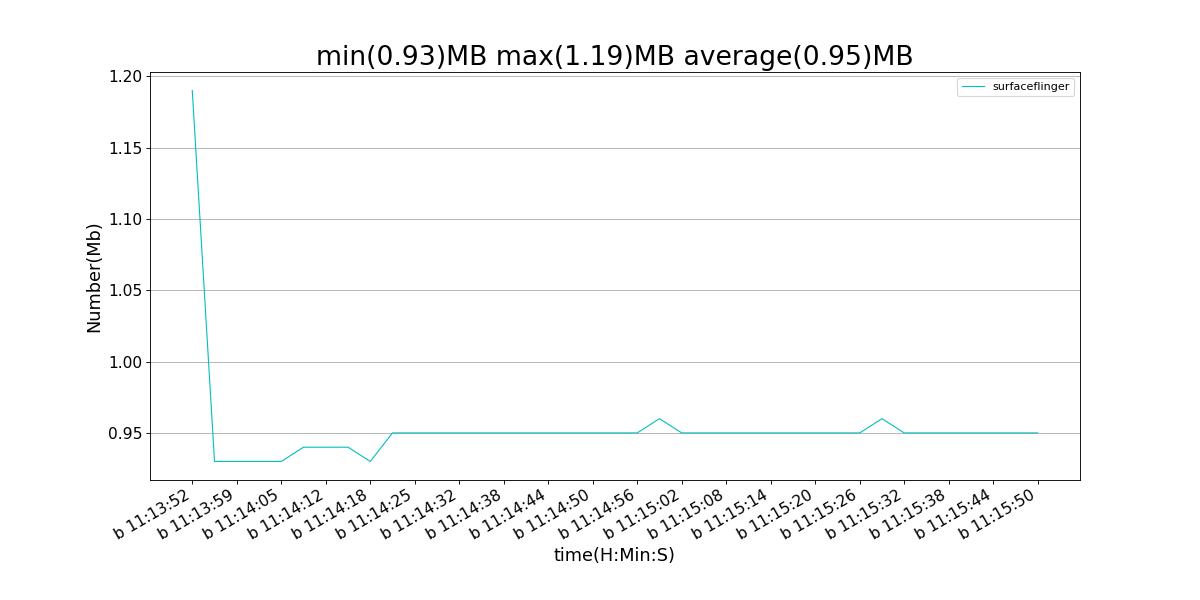 min(0.93)MB max(1.19)MB average(0.95)MB
surfaceflinger
1.20
1.15
1.10
1.05
1.00
0.95
Number(Mb)
b 11:13:52
b 11:13:59
b 11:14:05
b 11:14:12
b 11:14:18
b 11:14:25
b 11:14:32
b 11:14:38
b 11:14:44
b 11:14:50
b 11:14:56
b 11:15:02
b 11:15:08
b 11:15:14
b 11:15:20
b 11:15:26
b 11:15:32
b 11:15:38
b 11:15:44
b 11:15:50
time(H:Min:S)